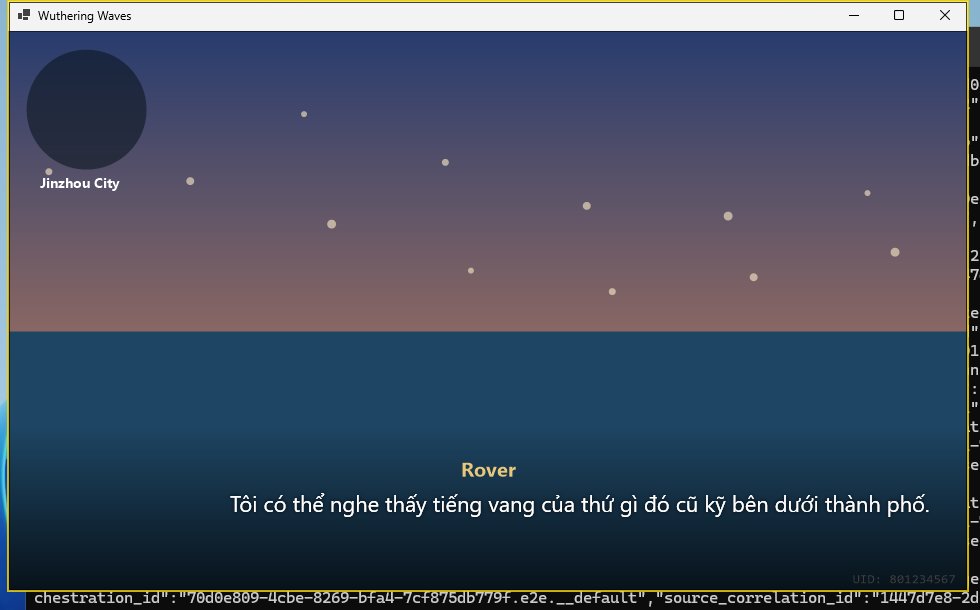 Wuthering Waves
Jinzhou City
Rover
Tôi có thể nghe thấy tiếng vang của thứ gì đó cũ kỹ bên dưới thành phố.
UID: 801234567
chestration_id":"70d0e809-4cbe-8269-bfa4-7cf875db779f.e2e.__default","source_correlation_id":"1447d7e8-2d